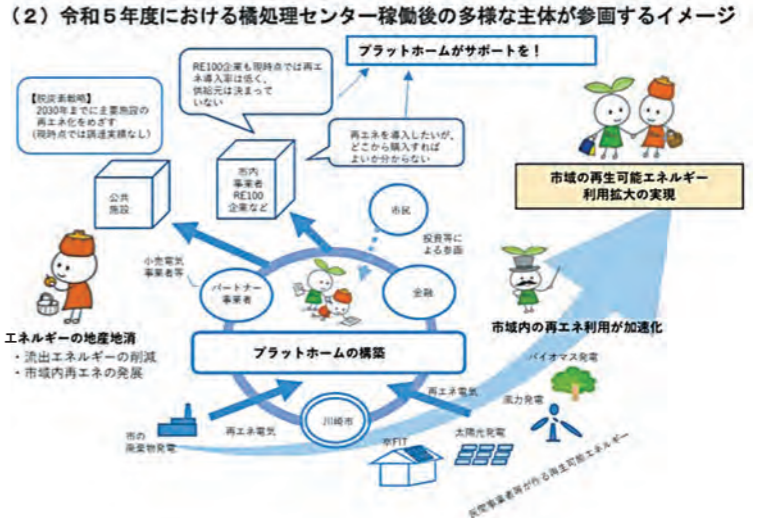 （２）令和５年度における橘処理センター稼働後の多様な主体が参画するイメージ
プラットホームがサポートを！
RE100企業も現時点では再エ
ネ導入率は低く、
供給元は決まって
いない
【脱炭素戦略】
2030年までに主要施設の
再エネ化をめざす
(現時点では調達実績なし)
再エネを導入したいが、
どこから購入すれば
よいか分からない
公共
施設
市内
事業者
RE100
企業など
市民
投資等に
よる参画
市域の再生可能エネルギー
利用拡大の実現
小売電気
事業者等
パートナー
事業者
金融
エネルギーの地産地消
・流出エネルギーの削減
・市域内再エネの発展
プラットホームの構築
市域内の再エネ利用が加速化
バイオマス発電
風力発電
再エネ電気
太陽光発電
卒FIT
川崎市
再エネ電気
市の
廃棄物発電
民間事業者等が作る再生可能エネルギー